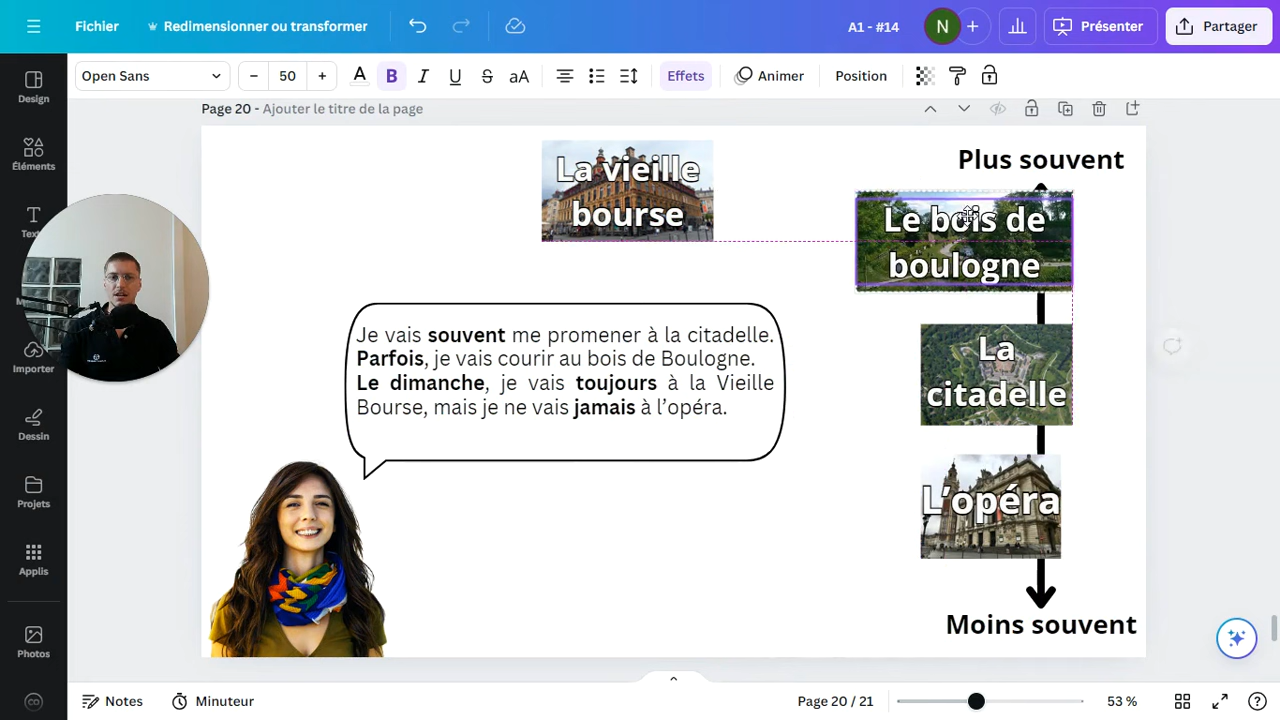 Fichier
Redimensionner ou transformer
A1 - #14
N
Présenter
Partager
Open Sans
50
A
B
I
U
S
aA
Effets
Animer
Position
Design
Éléments
Importer
Dessin
Projets
Applis
Photos
Page 20 - Ajouter le titre de la page
La vieille
bourse
Plus souvent
Le bois de
boulogne
La
citadelle
L’opéra
Moins souvent
Je vais souvent me promener à la citadelle.
Parfois, je vais courir au bois de Boulogne.
Le dimanche, je vais toujours à la Vieille
Bourse, mais je ne vais jamais à l’opéra.
Notes
Minuteur
Page 20 / 21
53 %